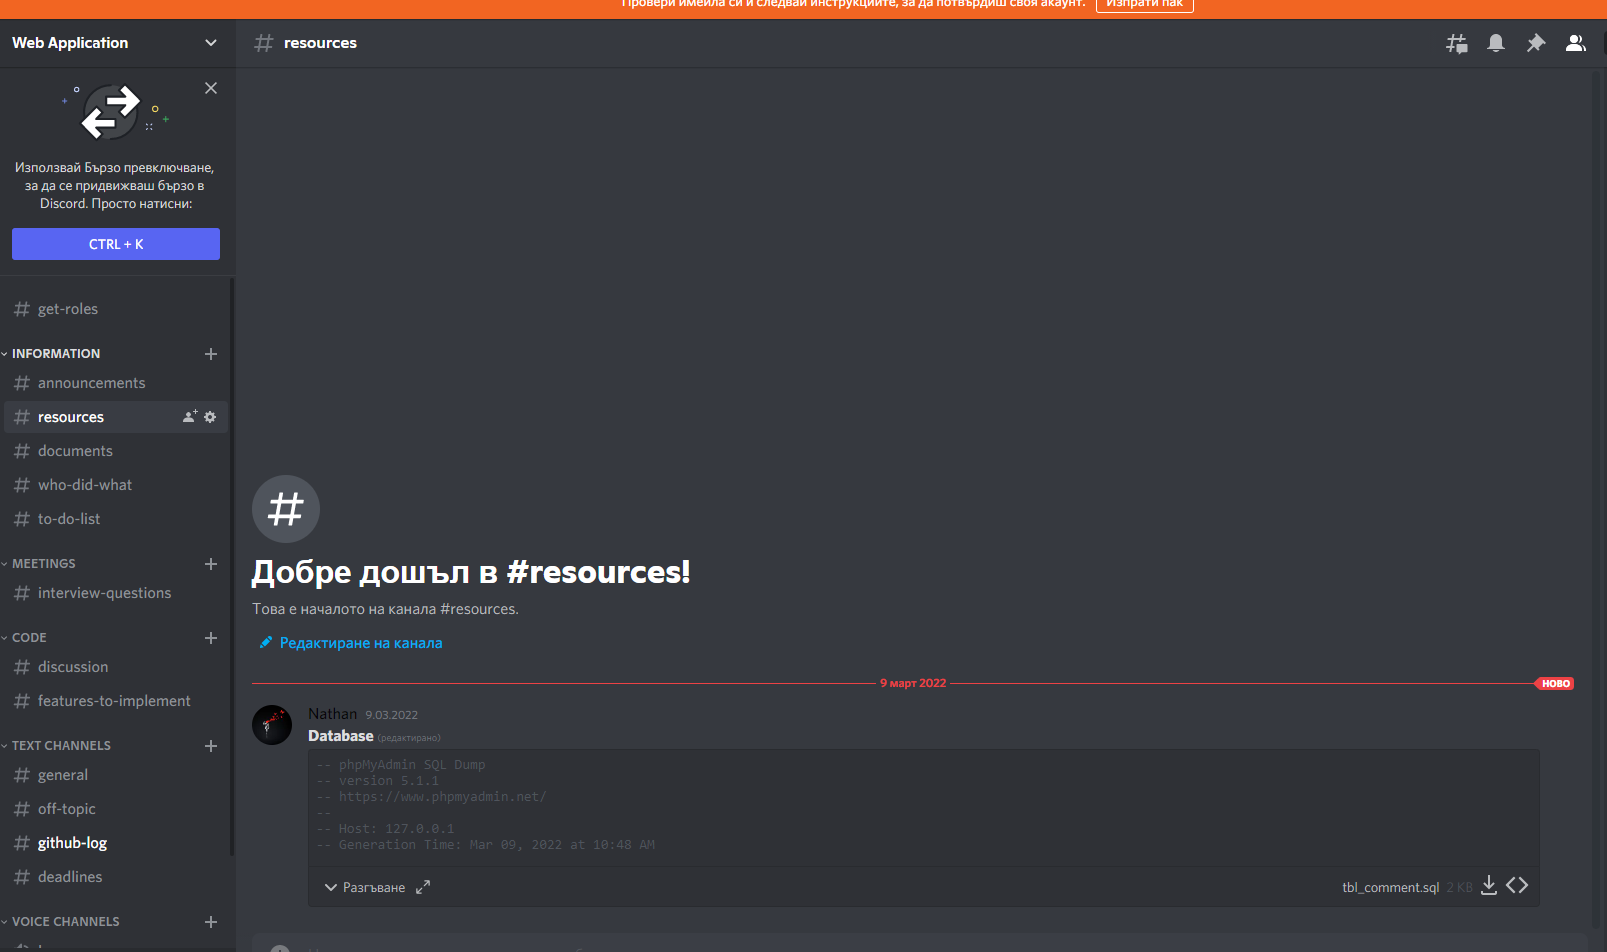 Провери имейла си и следвай инструкциите, за да потвърдиш своя акаунт. Изпрати пак
Web Application
resources
Използвай Бързо превключване,
за да се придвижваш бързо в
Discord. Просто натисни:
CTRL + K
get-roles
INFORMATION
announcements
resources
documents
who-did-what
to-do-list
MEETINGS
interview-questions
CODE
discussion
features-to-implement
TEXT CHANNELS
general
off-topic
github-log
deadlines
VOICE CHANNELS
Добре дошъл в #resources!
Това е началото на канала #resources.
Редактиране на канала
9 март 2022
НОВО
Nathan 9.03.2022
Database (редактирано)
-- phpMyAdmin SQL Dump
-- version 5.1.1
-- https://www.phpmyadmin.net/
--
-- Host: 127.0.0.1
-- Generation Time: Mar 09, 2022 at 10:48 AM
Разгъване
tbl_comment.sql 2 KB